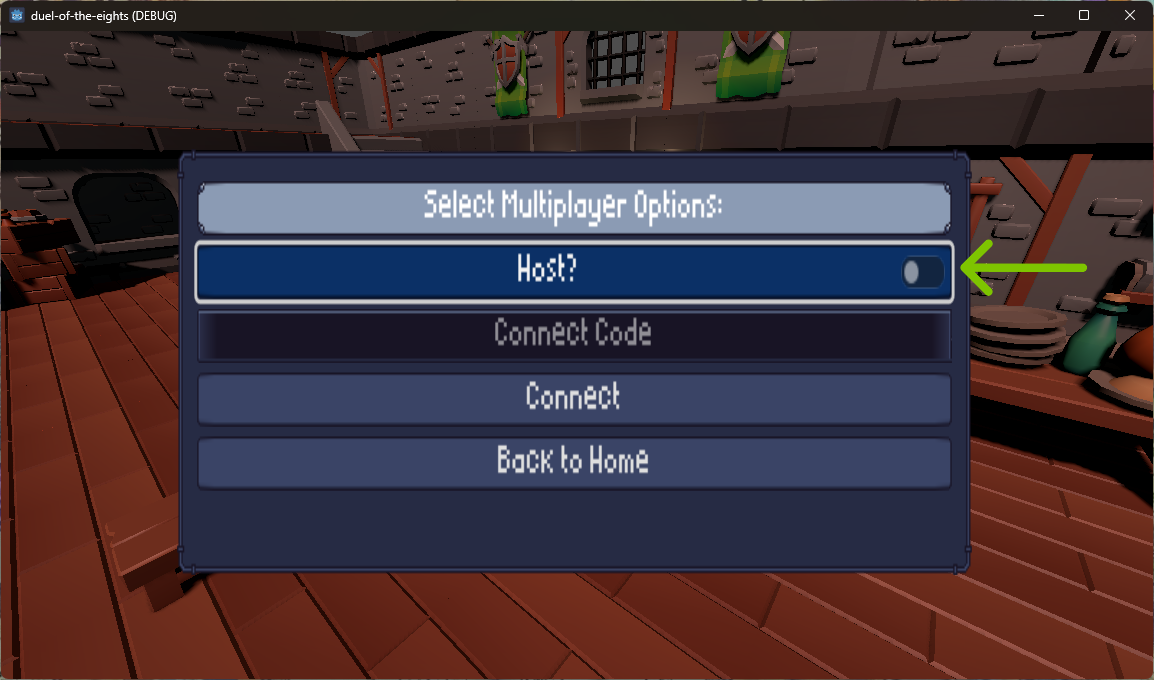 duel-of-the-eights (DEBUG)
Select Multiplayer Options:
Host?
Connect Code
Connect
Back to Home